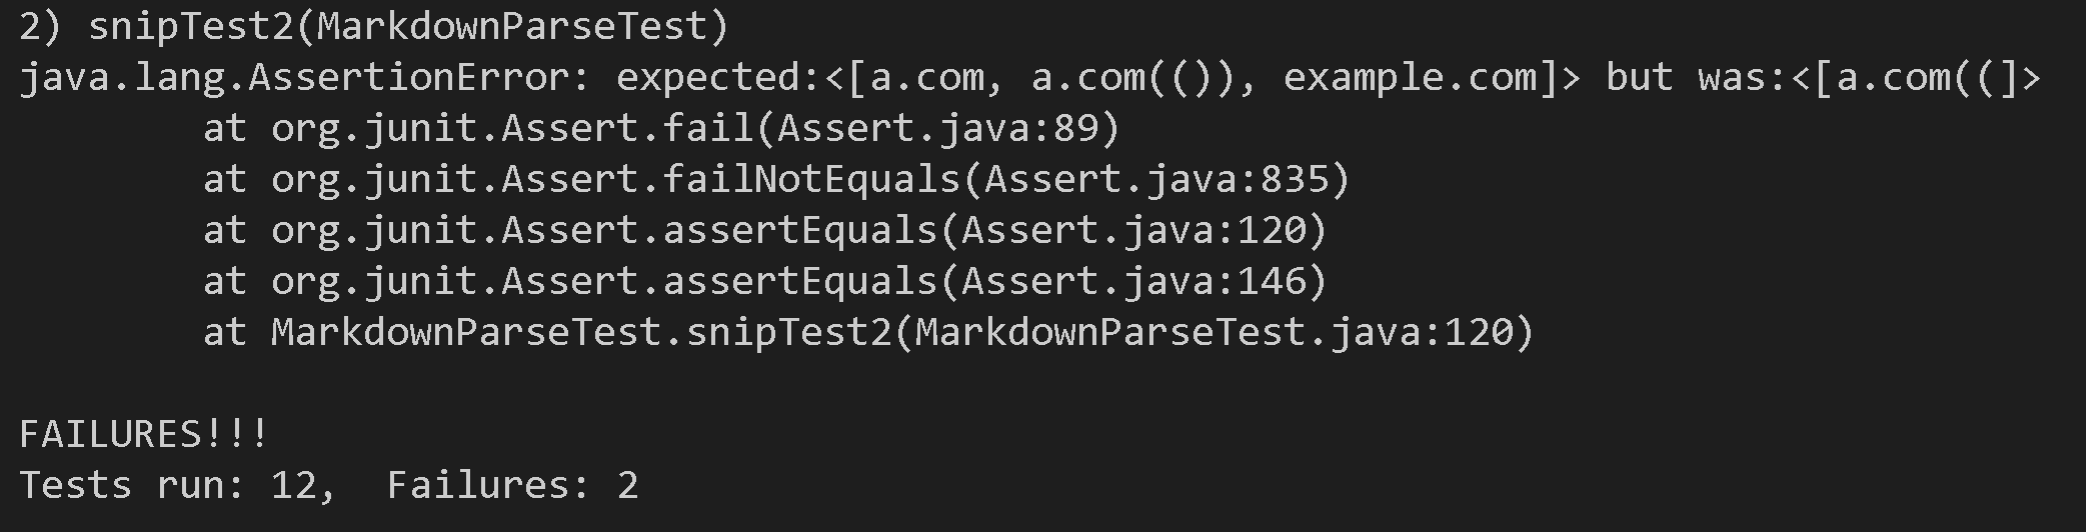 2) snipTest2(MarkdownParseTest)
java.lang.AssertionError: expected:<[a.com, a.com(()), example.com]> but was:<[a.com((]>
at org.junit.Assert.fail(Assert.java:89)
at org.junit.Assert.failNotEquals(Assert.java:835)
at org.junit.Assert.assertEquals(Assert.java:120)
at org.junit.Assert.assertEquals(Assert.java:146)
at MarkdownParseTest.snipTest2(MarkdownParseTest.java:120)
FAILURES!!!
Tests run: 12,  Failures: 2